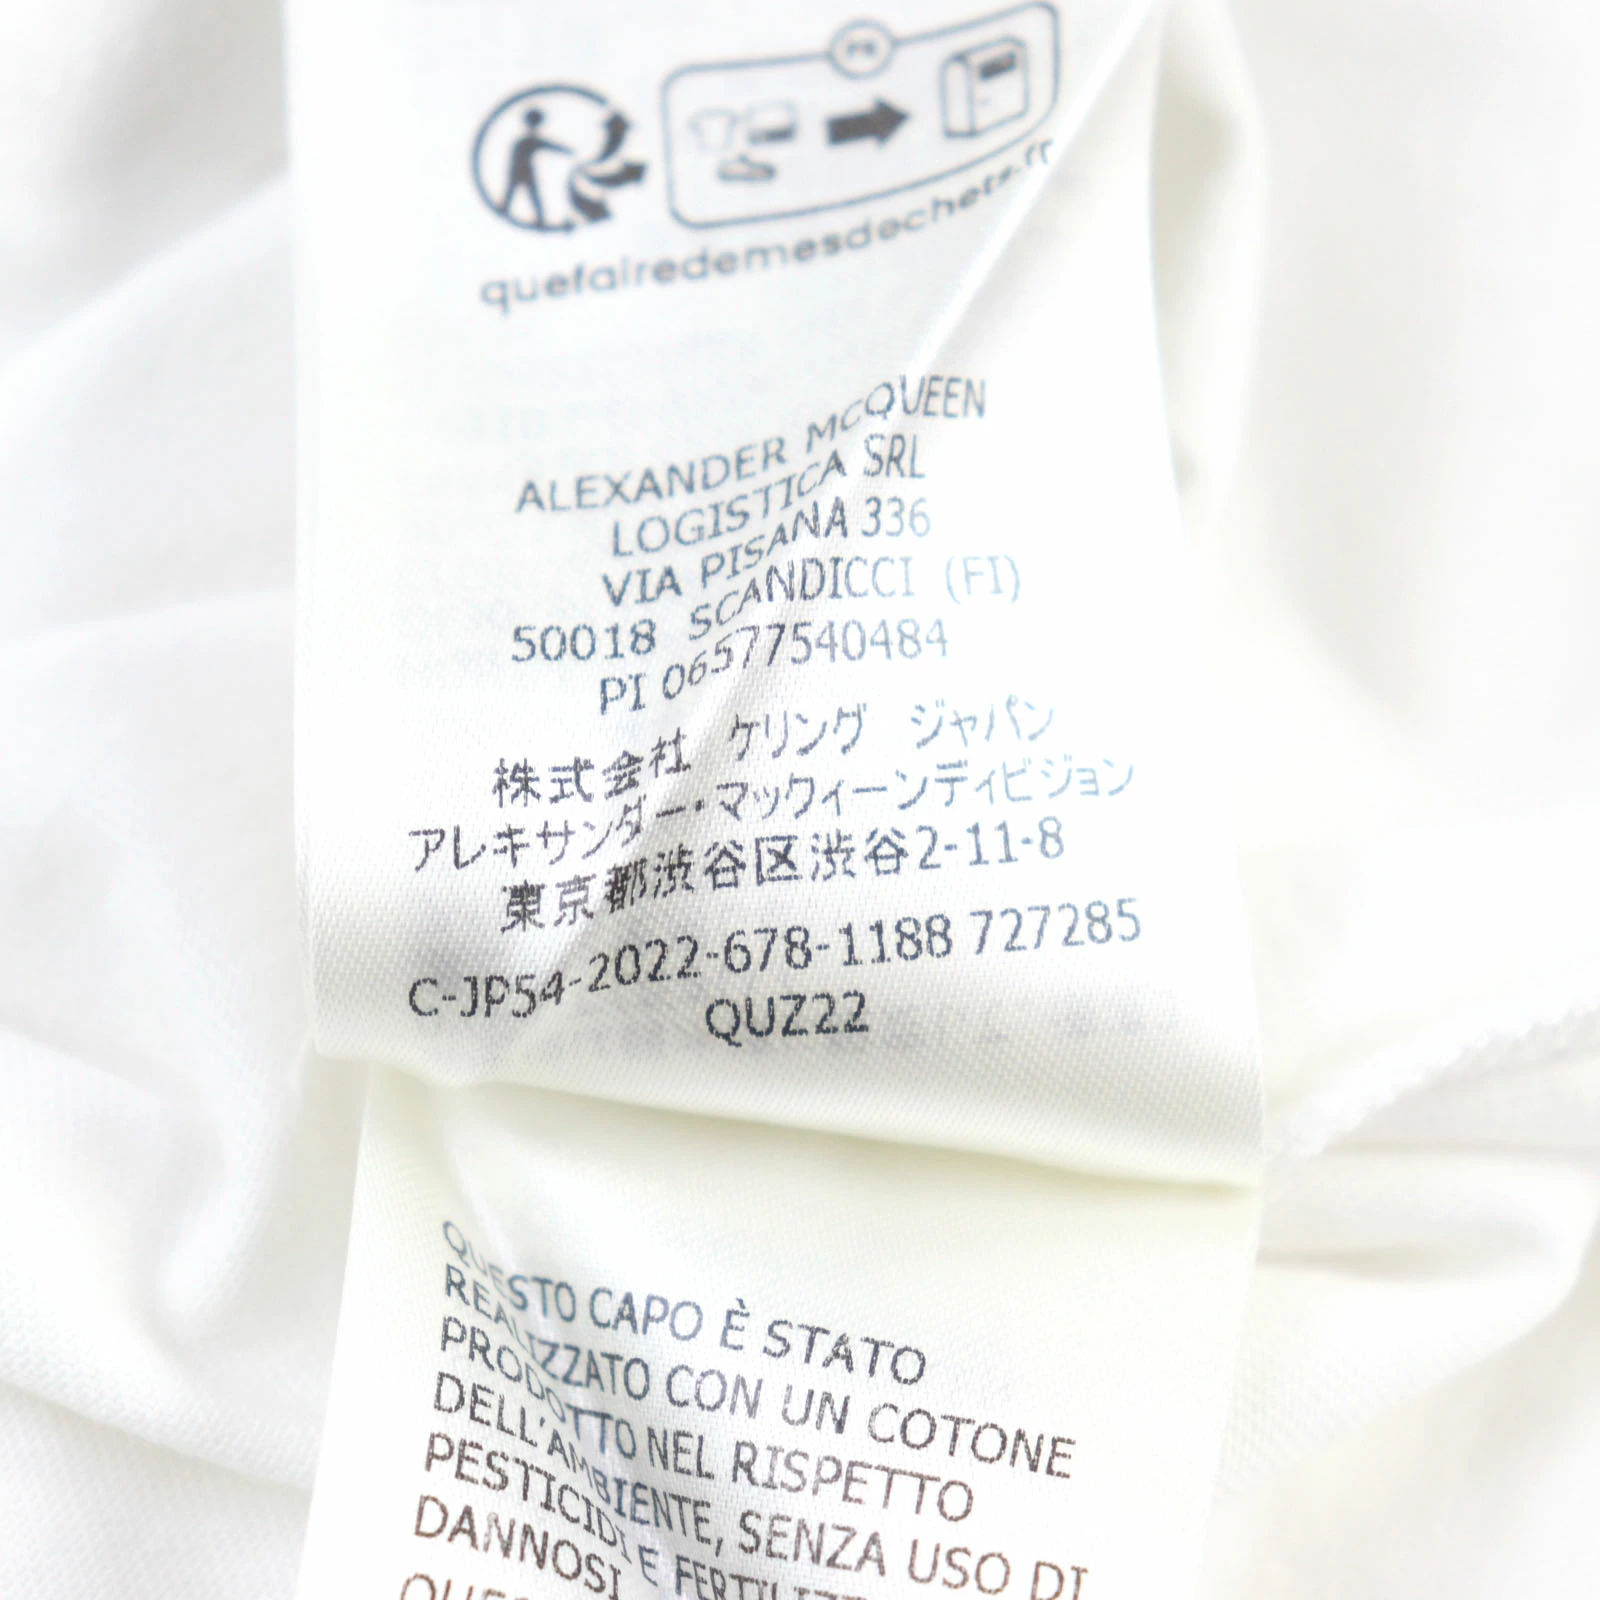 FR
quefairedemesdechets.fr
ALEXANDER MCQUEEN
LOGISTICA SRL
VIA PISANA 336
50018 SCANDICCI (FI)
PI 06577540484
株式会社 ケリング ジャパン
アレキサンダー・マックィーンディビジョン
東京都渋谷区渋谷2-11-8
C-JP54-2022-678-1188 727285
QUZ22
QUESTO CAPO È STATO
REALIZZATO CON UN COTONE
PRODOTTO NEL RISPETTO
DELL'AMBIENTE, SENZA USO DI
PESTICIDI E
DANNOSI